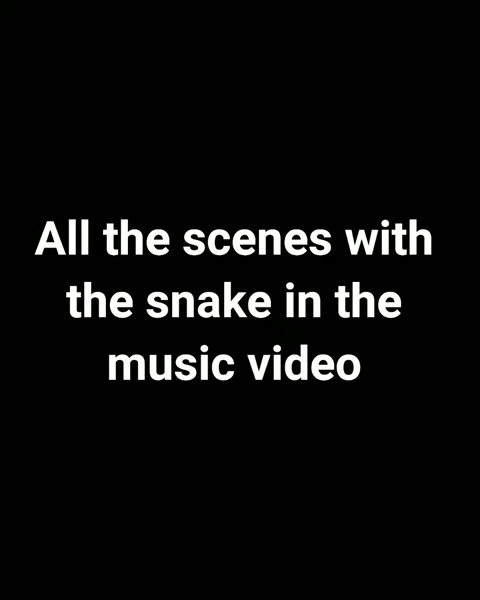 All the scenes with
the snake in the
music video